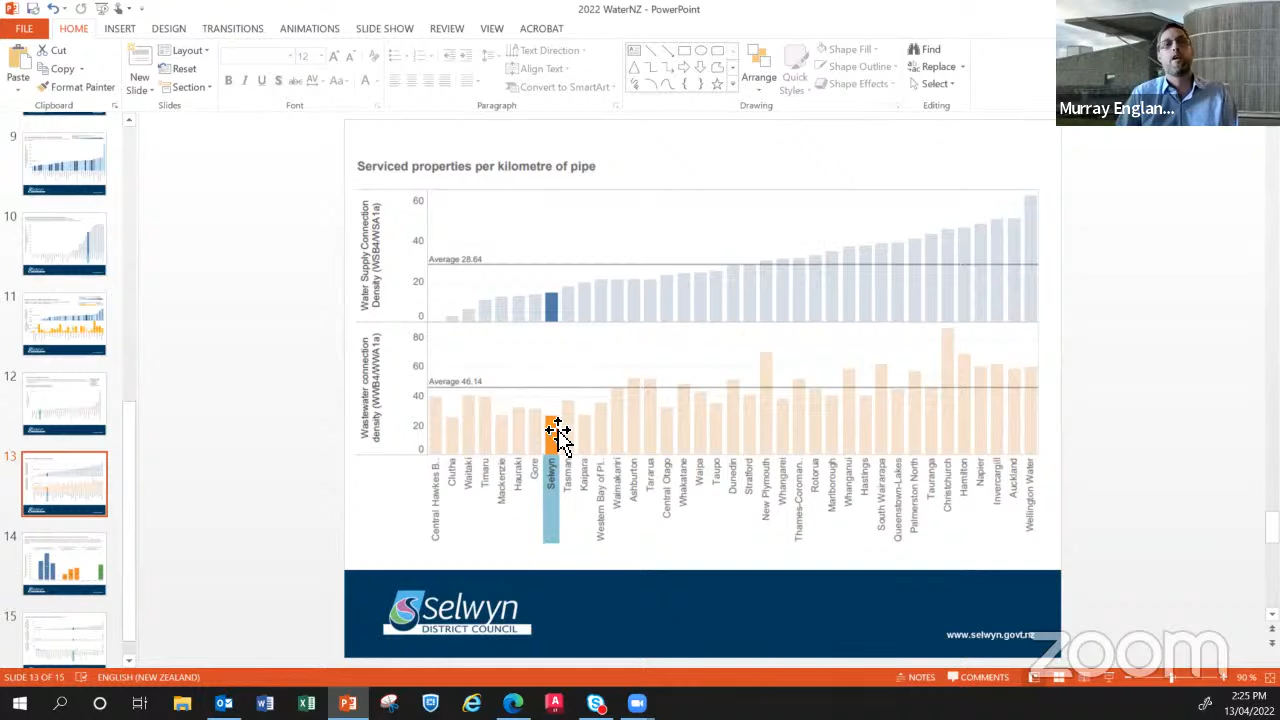 2022 WaterNZ - PowerPoint
FILE HOME INSERT DESIGN TRANSITIONS ANIMATIONS SLIDE SHOW REVIEW VIEW ACROBAT
Paste
Cut
Copy
Format Painter
Clipboard
New
Slide
Layout
Reset
Section
Slides
12
B I U S abc AV Aa A
Font
Text Direction
Align Text
Convert to SmartArt
Paragraph
Arrange
Quick
Styles
Shape Fill
Shape Outline
Shape Effects
Drawing
Find
Replace
Select
Editing
Murray Englan...
9
10
11
12
13
14
15
Serviced properties per kilometre of pipe
Water Supply Connection
Density (WSB4/WSA1a)
60
40
20
0
Average 28.64
Wastewater connection
density (WWB4/WWA1a)
80
60
40
20
0
Average 46.14
Central Hawkes B..
Clutha
Waitaki
Timaru
Mackenzie
Hauraki
Gore
Selwyn
Tasman
Kaipara
Western Bay of Pl..
Waimakariri
Ashburton
Tararua
Central Otago
Whakatane
Waipa
Taupo
Dunedin
Stratford
New Plymouth
Whangarei
Thames-Coroman..
Rotorua
Marlborough
Whanganui
Hastings
South Wairarapa
Queenstown-Lakes
Palmerston North
Tauranga
Christchurch
Hamilton
Napier
Invercargill
Auckland
Wellington Water
Selwyn
DISTRICT COUNCIL
www.selwyn.govt.nz
zoom
SLIDE 13 OF 15 ENGLISH (NEW ZEALAND) NOTES COMMENTS 90 %
2:25 PM
13/04/2022